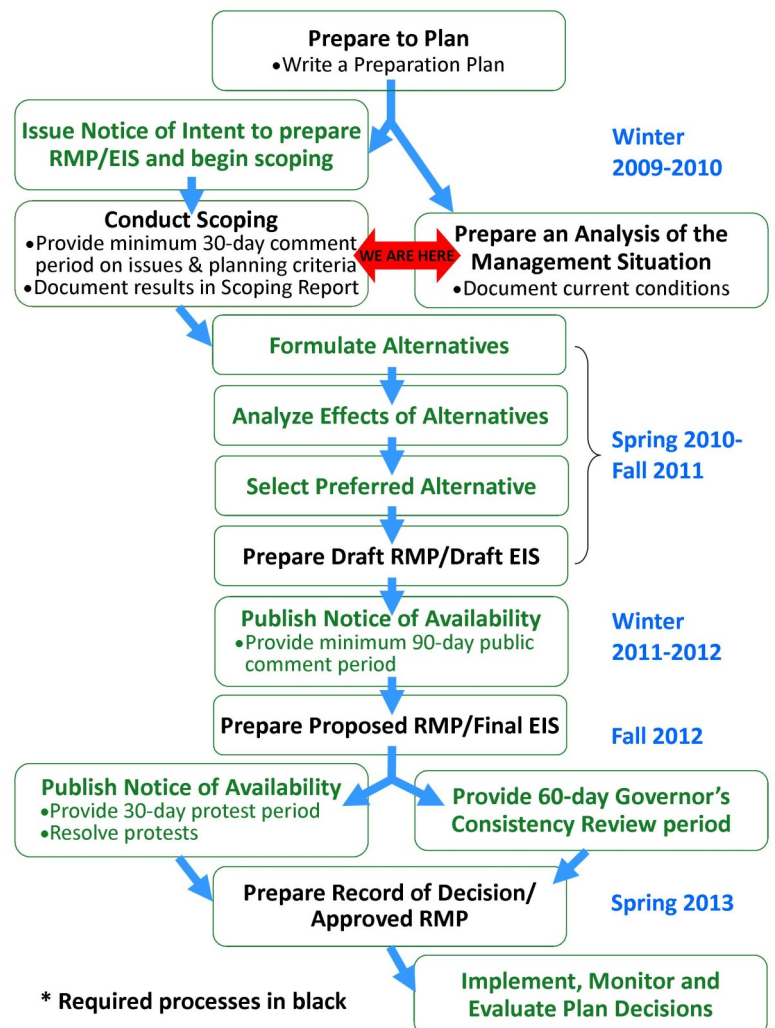 Prepare to Plan
•Write a Preparation Plan
Issue Notice of Intent to prepare
RMP/EIS and begin scoping
Winter
2009-2010
Conduct Scoping
•Provide minimum 30-day comment
period on issues & planning criteria
•Document results in Scoping Report
WE ARE HERE
Prepare an Analysis of the
Management Situation
•Document current conditions
Formulate Alternatives
Analyze Effects of Alternatives
Select Preferred Alternative
Prepare Draft RMP/Draft EIS
Spring 2010-
Fall 2011
Publish Notice of Availability
•Provide minimum 90-day public
comment period
Winter
2011-2012
Prepare Proposed RMP/Final EIS
Fall 2012
Publish Notice of Availability
•Provide 30-day protest period
•Resolve protests
Provide 60-day Governor’s
Consistency Review period
Prepare Record of Decision/
Approved RMP
Spring 2013
Implement, Monitor and
Evaluate Plan Decisions
* Required processes in black